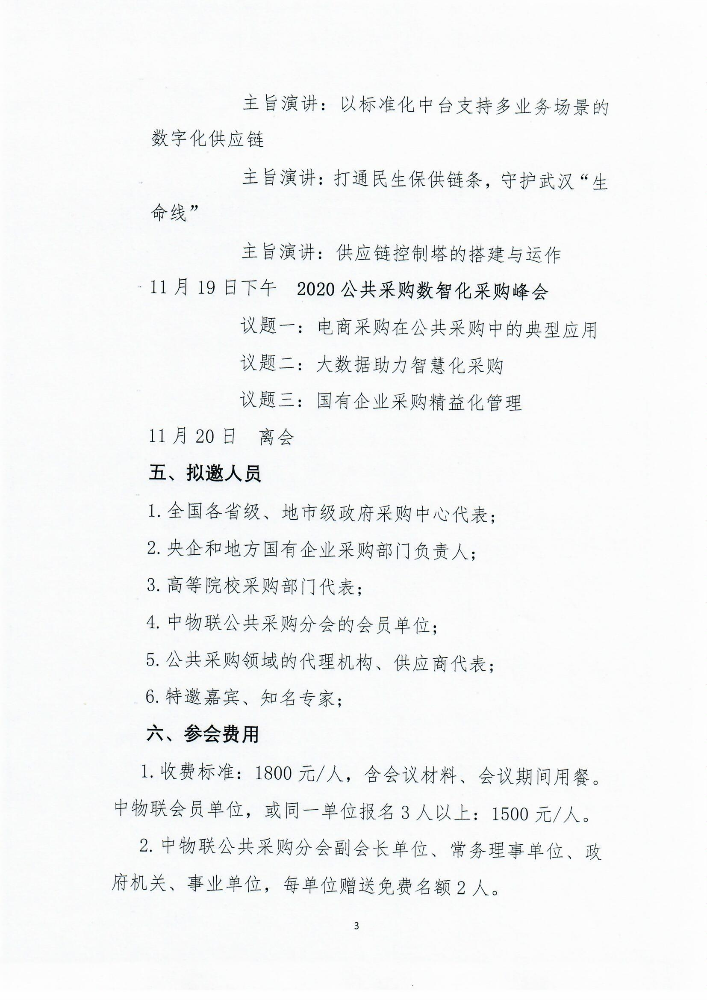 主旨演讲：以标准化中台支持多业务场景的
数字化供应链
主旨演讲：打通民生保供链条，守护武汉“生
命线”
主旨演讲：供应链控制塔的搭建与运作
11月19日下午 2020公共采购数智化采购峰会
议题一：电商采购在公共采购中的典型应用
议题二：大数据助力智慧化采购
议题三：国有企业采购精益化管理
11月20日 离会
五、拟邀人员
1.全国各省级、地市级政府采购中心代表；
2.央企和地方国有企业采购部门负责人；
3.高等院校采购部门代表；
4.中物联公共采购分会的会员单位；
5.公共采购领域的代理机构、供应商代表；
6.特邀嘉宾、知名专家；
六、参会费用
1.收费标准：1800元/人，含会议材料、会议期间用餐。
中物联会员单位，或同一单位报名3人以上：1500元/人。
2.中物联公共采购分会副会长单位、常务理事单位、政
府机关、事业单位，每单位赠送免费名额2人。
3